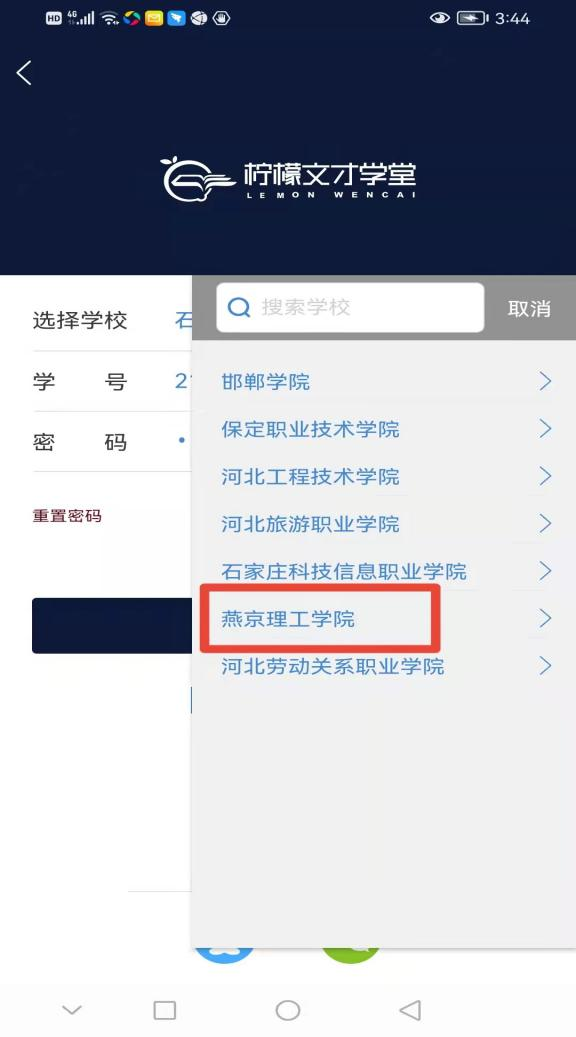 HD 4G 3:44
柠檬文才学堂
LEMON WENCAI
选择学校 石
搜索学校 取消
学 号 21
密 码
重置密码
邯郸学院
保定职业技术学院
河北工程技术学院
河北旅游职业学院
石家庄科技信息职业学院
燕京理工学院
河北劳动关系职业学院